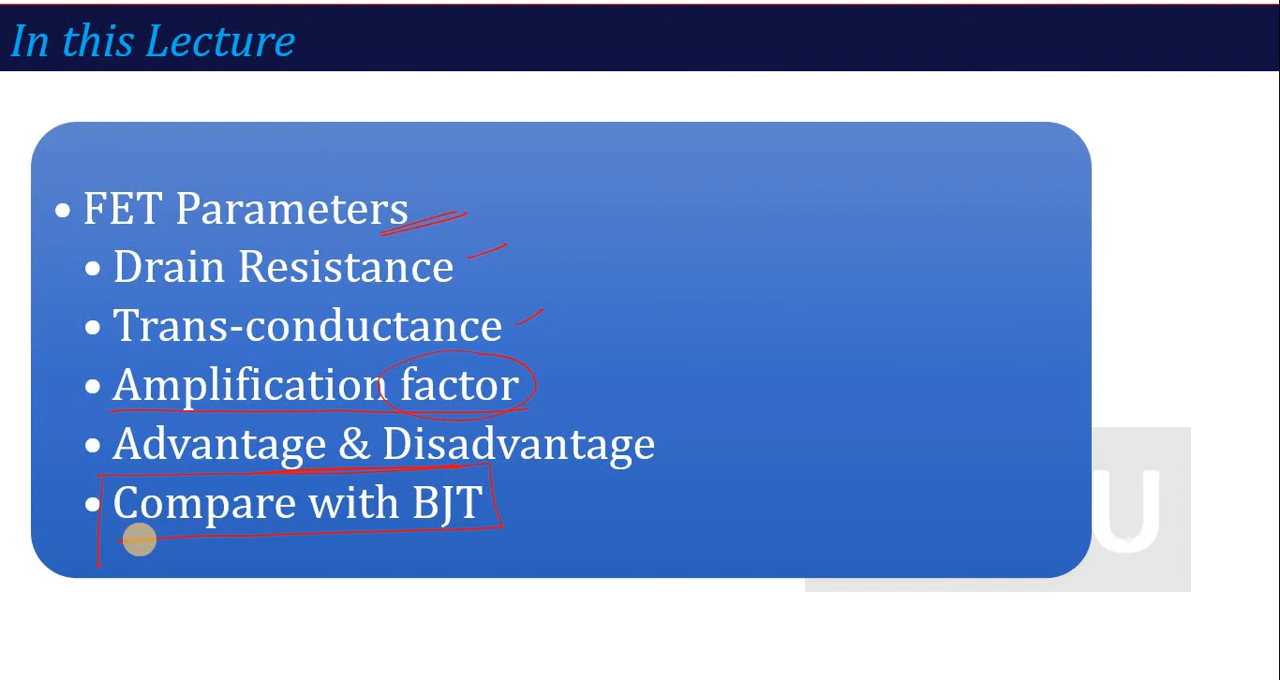 In this Lecture
• FET Parameters
• Drain Resistance
• Trans-conductance
• Amplification factor
• Advantage & Disadvantage
• Compare with BJT
U